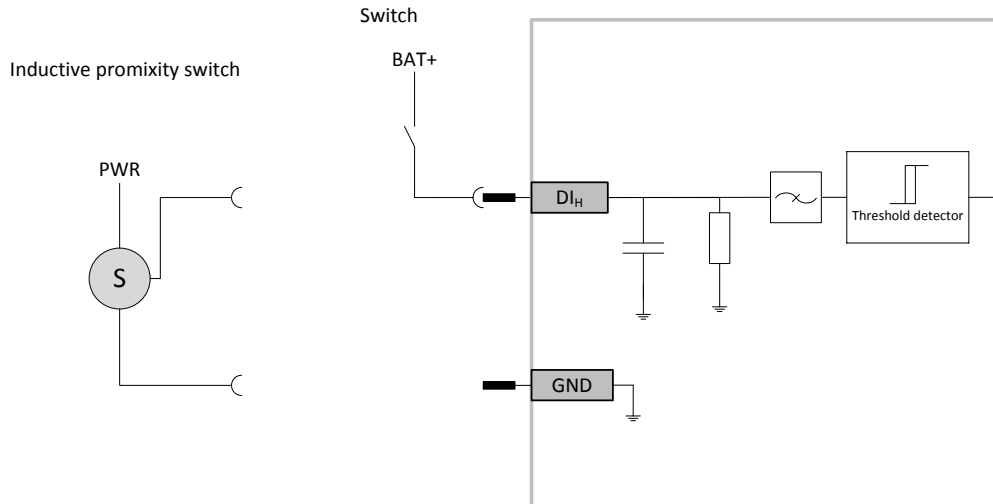 Switch
BAT+
Inductive promixity switch
PWR
DIH
S
Threshold detector
GND